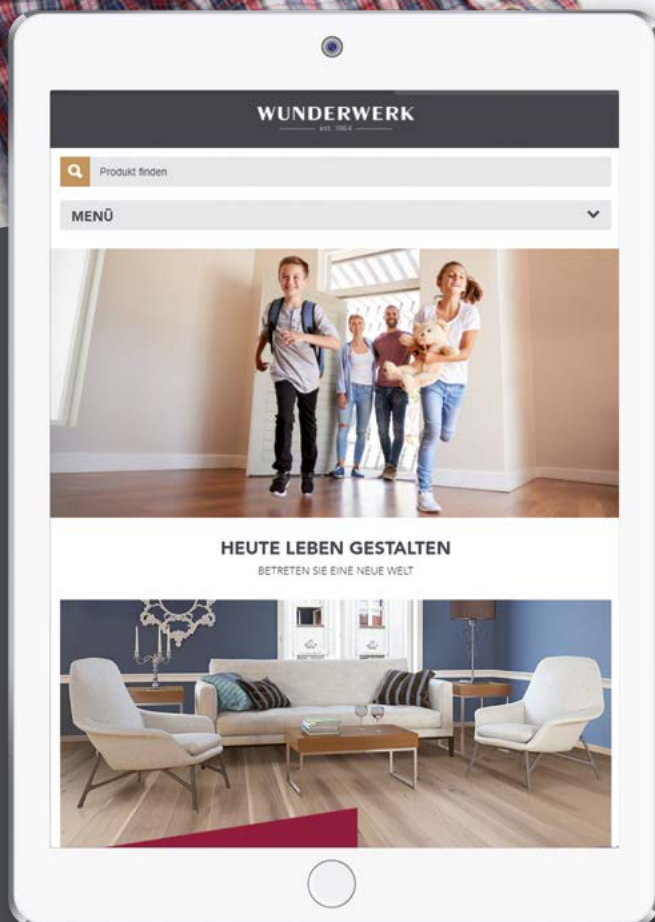 WUNDERWERK
est. 1964
Produkt finden
MENÜ
HEUTE LEBEN GESTALTEN
BETRETEN SIE EINE NEUE WELT